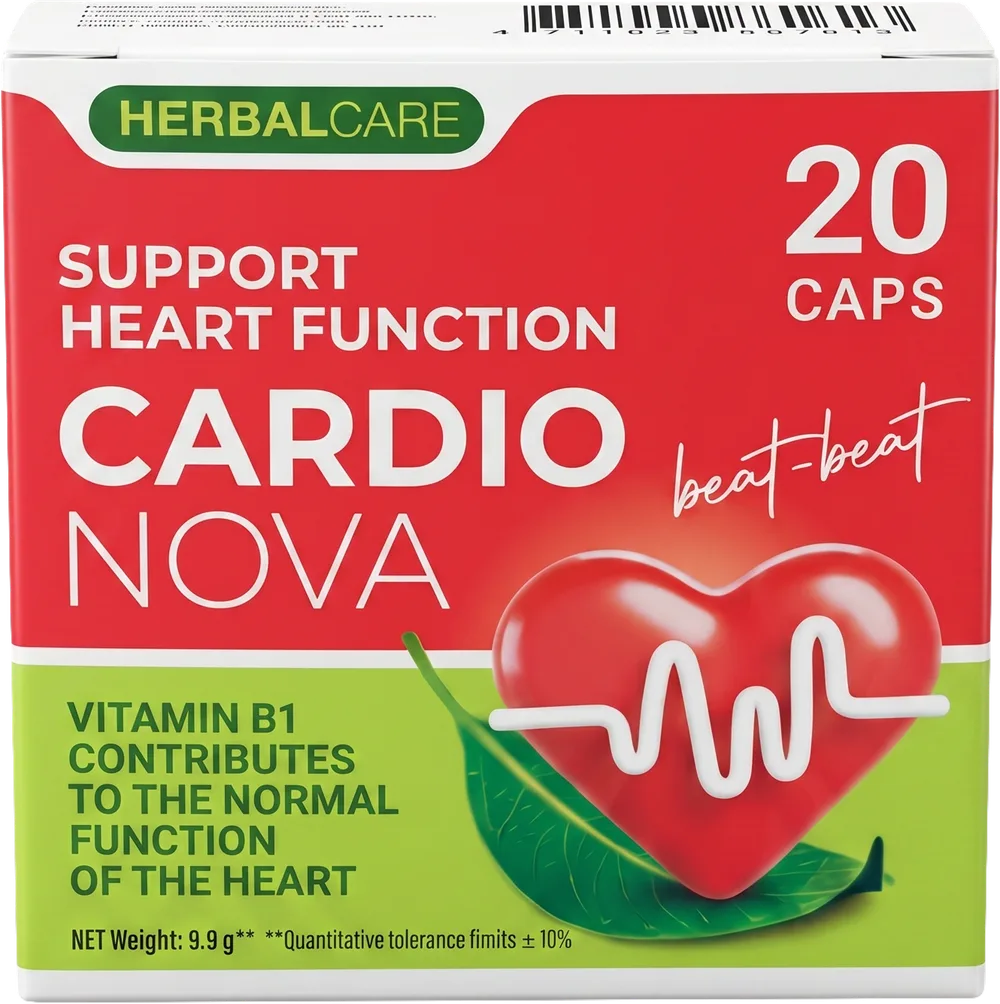 HERBALCARE
20
CAPS
SUPPORT
HEART FUNCTION
CARDIO
NOVA
beat-beat
VITAMIN B1
CONTRIBUTES
TO THE NORMAL
FUNCTION
OF THE HEART
NET Weight: 9.9 g** **Quantitative tolerance fimits ± 10%